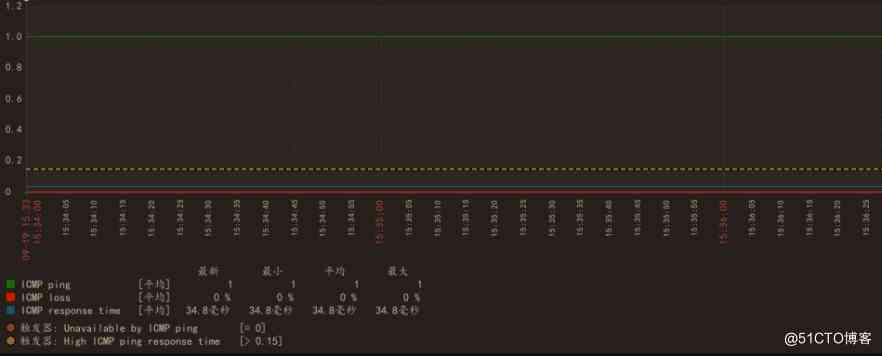 1.2
1.0
0.8
0.6
0.4
0.2
0
09-19 15:33 15:34:00 15:34:05 15:34:10 15:34:15 15:34:20 15:34:25 15:34:30 15:34:35 15:34:40 15:34:45 15:34:50 15:35:00 15:35:05 15:35:10 15:35:15 15:35:20 15:35:25 15:35:30 15:35:35 15:35:40 15:35:45 15:35:50 15:36:00 15:36:05 15:36:10 15:36:15 15:36:20 15:36:25
最新 最小 平均 最大
ICMP ping [平均] 1 1 1 1
ICMP loss [平均] 0 % 0 % 0 % 0 %
ICMP response time [平均] 34.8毫秒 34.8毫秒 34.8毫秒 34.8毫秒
触发器: Unavailable by ICMP ping [= 0]
触发器: High ICMP ping response time [> 0.15]
@51CTO博客